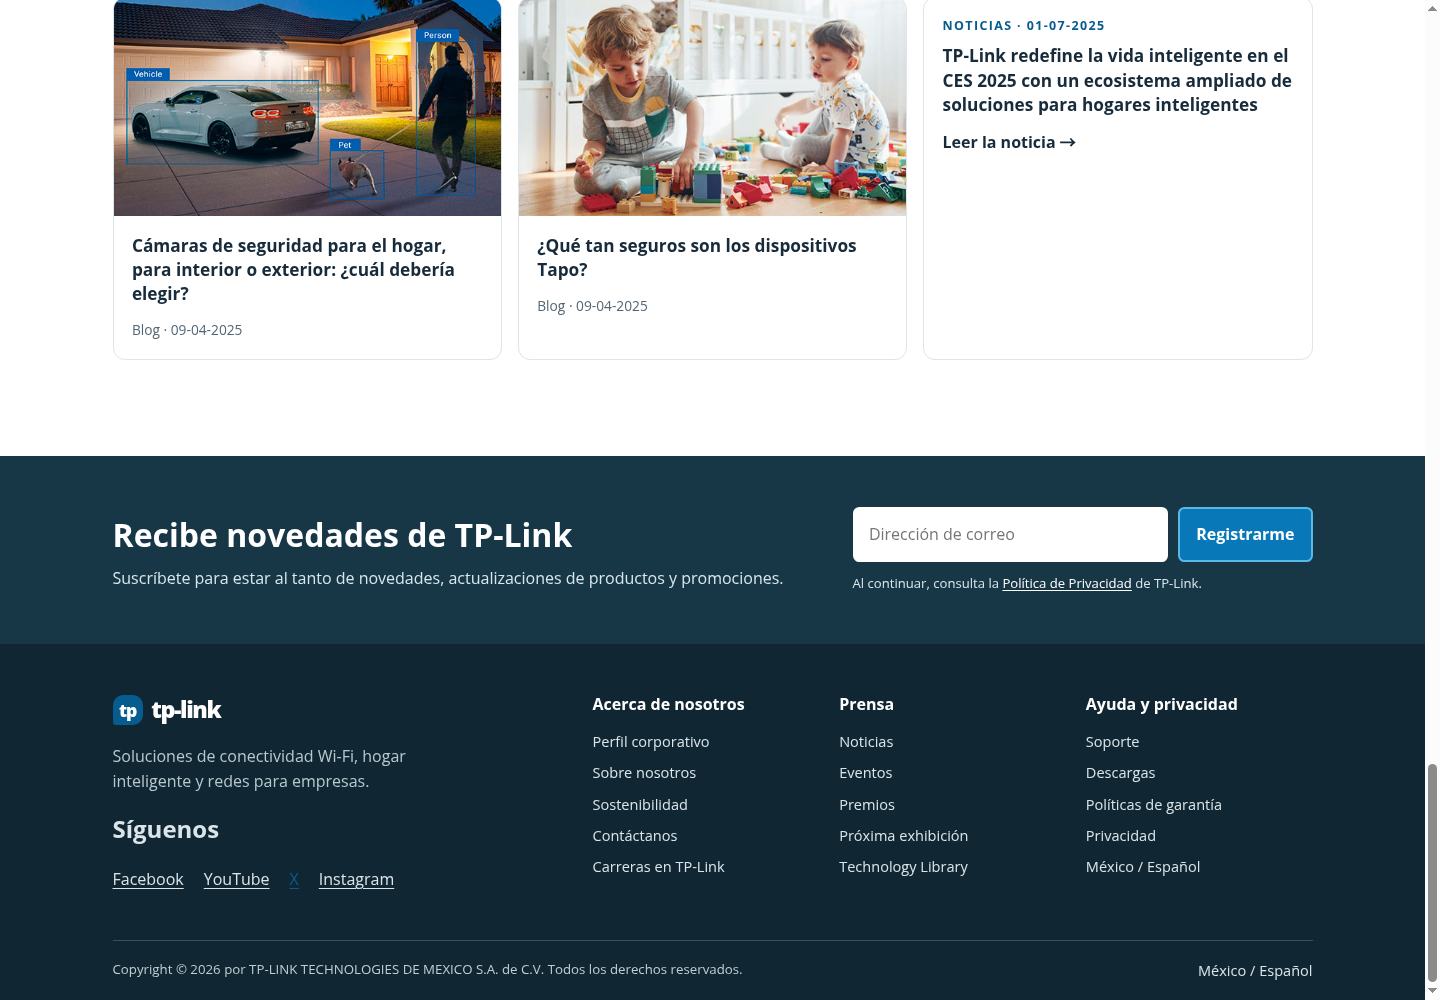 Vehicle
Person
Pet
Cámaras de seguridad para el hogar,
para interior o exterior: ¿cuál debería
elegir?
Blog · 09-04-2025
¿Qué tan seguros son los dispositivos
Tapo?
Blog · 09-04-2025
NOTICIAS · 01-07-2025
TP-Link redefine la vida inteligente en el
CES 2025 con un ecosistema ampliado de
soluciones para hogares inteligentes
Leer la noticia →
Recibe novedades de TP-Link
Suscríbete para estar al tanto de novedades, actualizaciones de productos y promociones.
Dirección de correo
Registrarme
Al continuar, consulta la Política de Privacidad de TP-Link.
tp tp-link
Soluciones de conectividad Wi-Fi, hogar
inteligente y redes para empresas.
Síguenos
Facebook YouTube X Instagram
Acerca de nosotros
Perfil corporativo
Sobre nosotros
Sostenibilidad
Contáctanos
Carreras en TP-Link
Prensa
Noticias
Eventos
Premios
Próxima exhibición
Technology Library
Ayuda y privacidad
Soporte
Descargas
Políticas de garantía
Privacidad
México / Español
Copyright © 2026 por TP-LINK TECHNOLOGIES DE MEXICO S.A. de C.V. Todos los derechos reservados.
México / Español